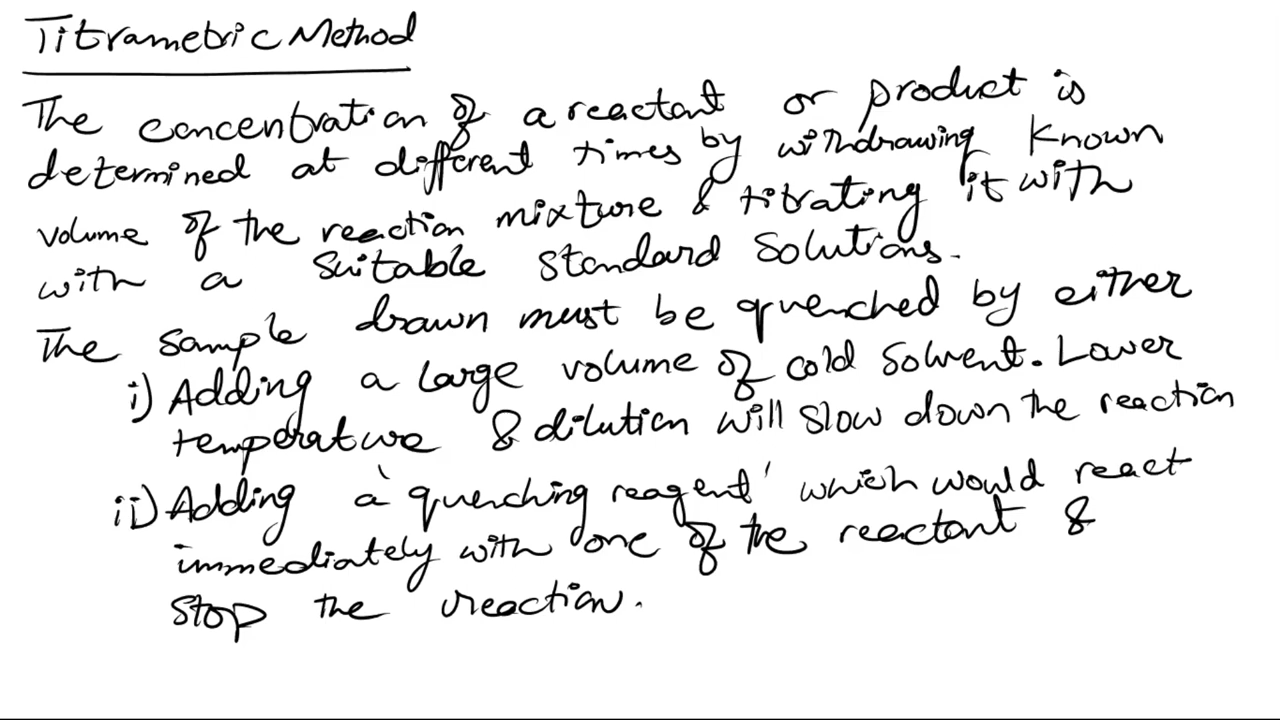 Titrametric Method
The concentration of a reactant or product is
determined at different times by withdrawing known
volume of the reaction mixture & titrating it with
with a suitable standard solutions.
The sample drawn must be quenched by either
i) Adding a large volume of cold solvent. Lower
temperature & dilution will slow down the reaction
ii) Adding a 'quenching reagent' which would react
immediately with one of the reactant &
stop the reaction.